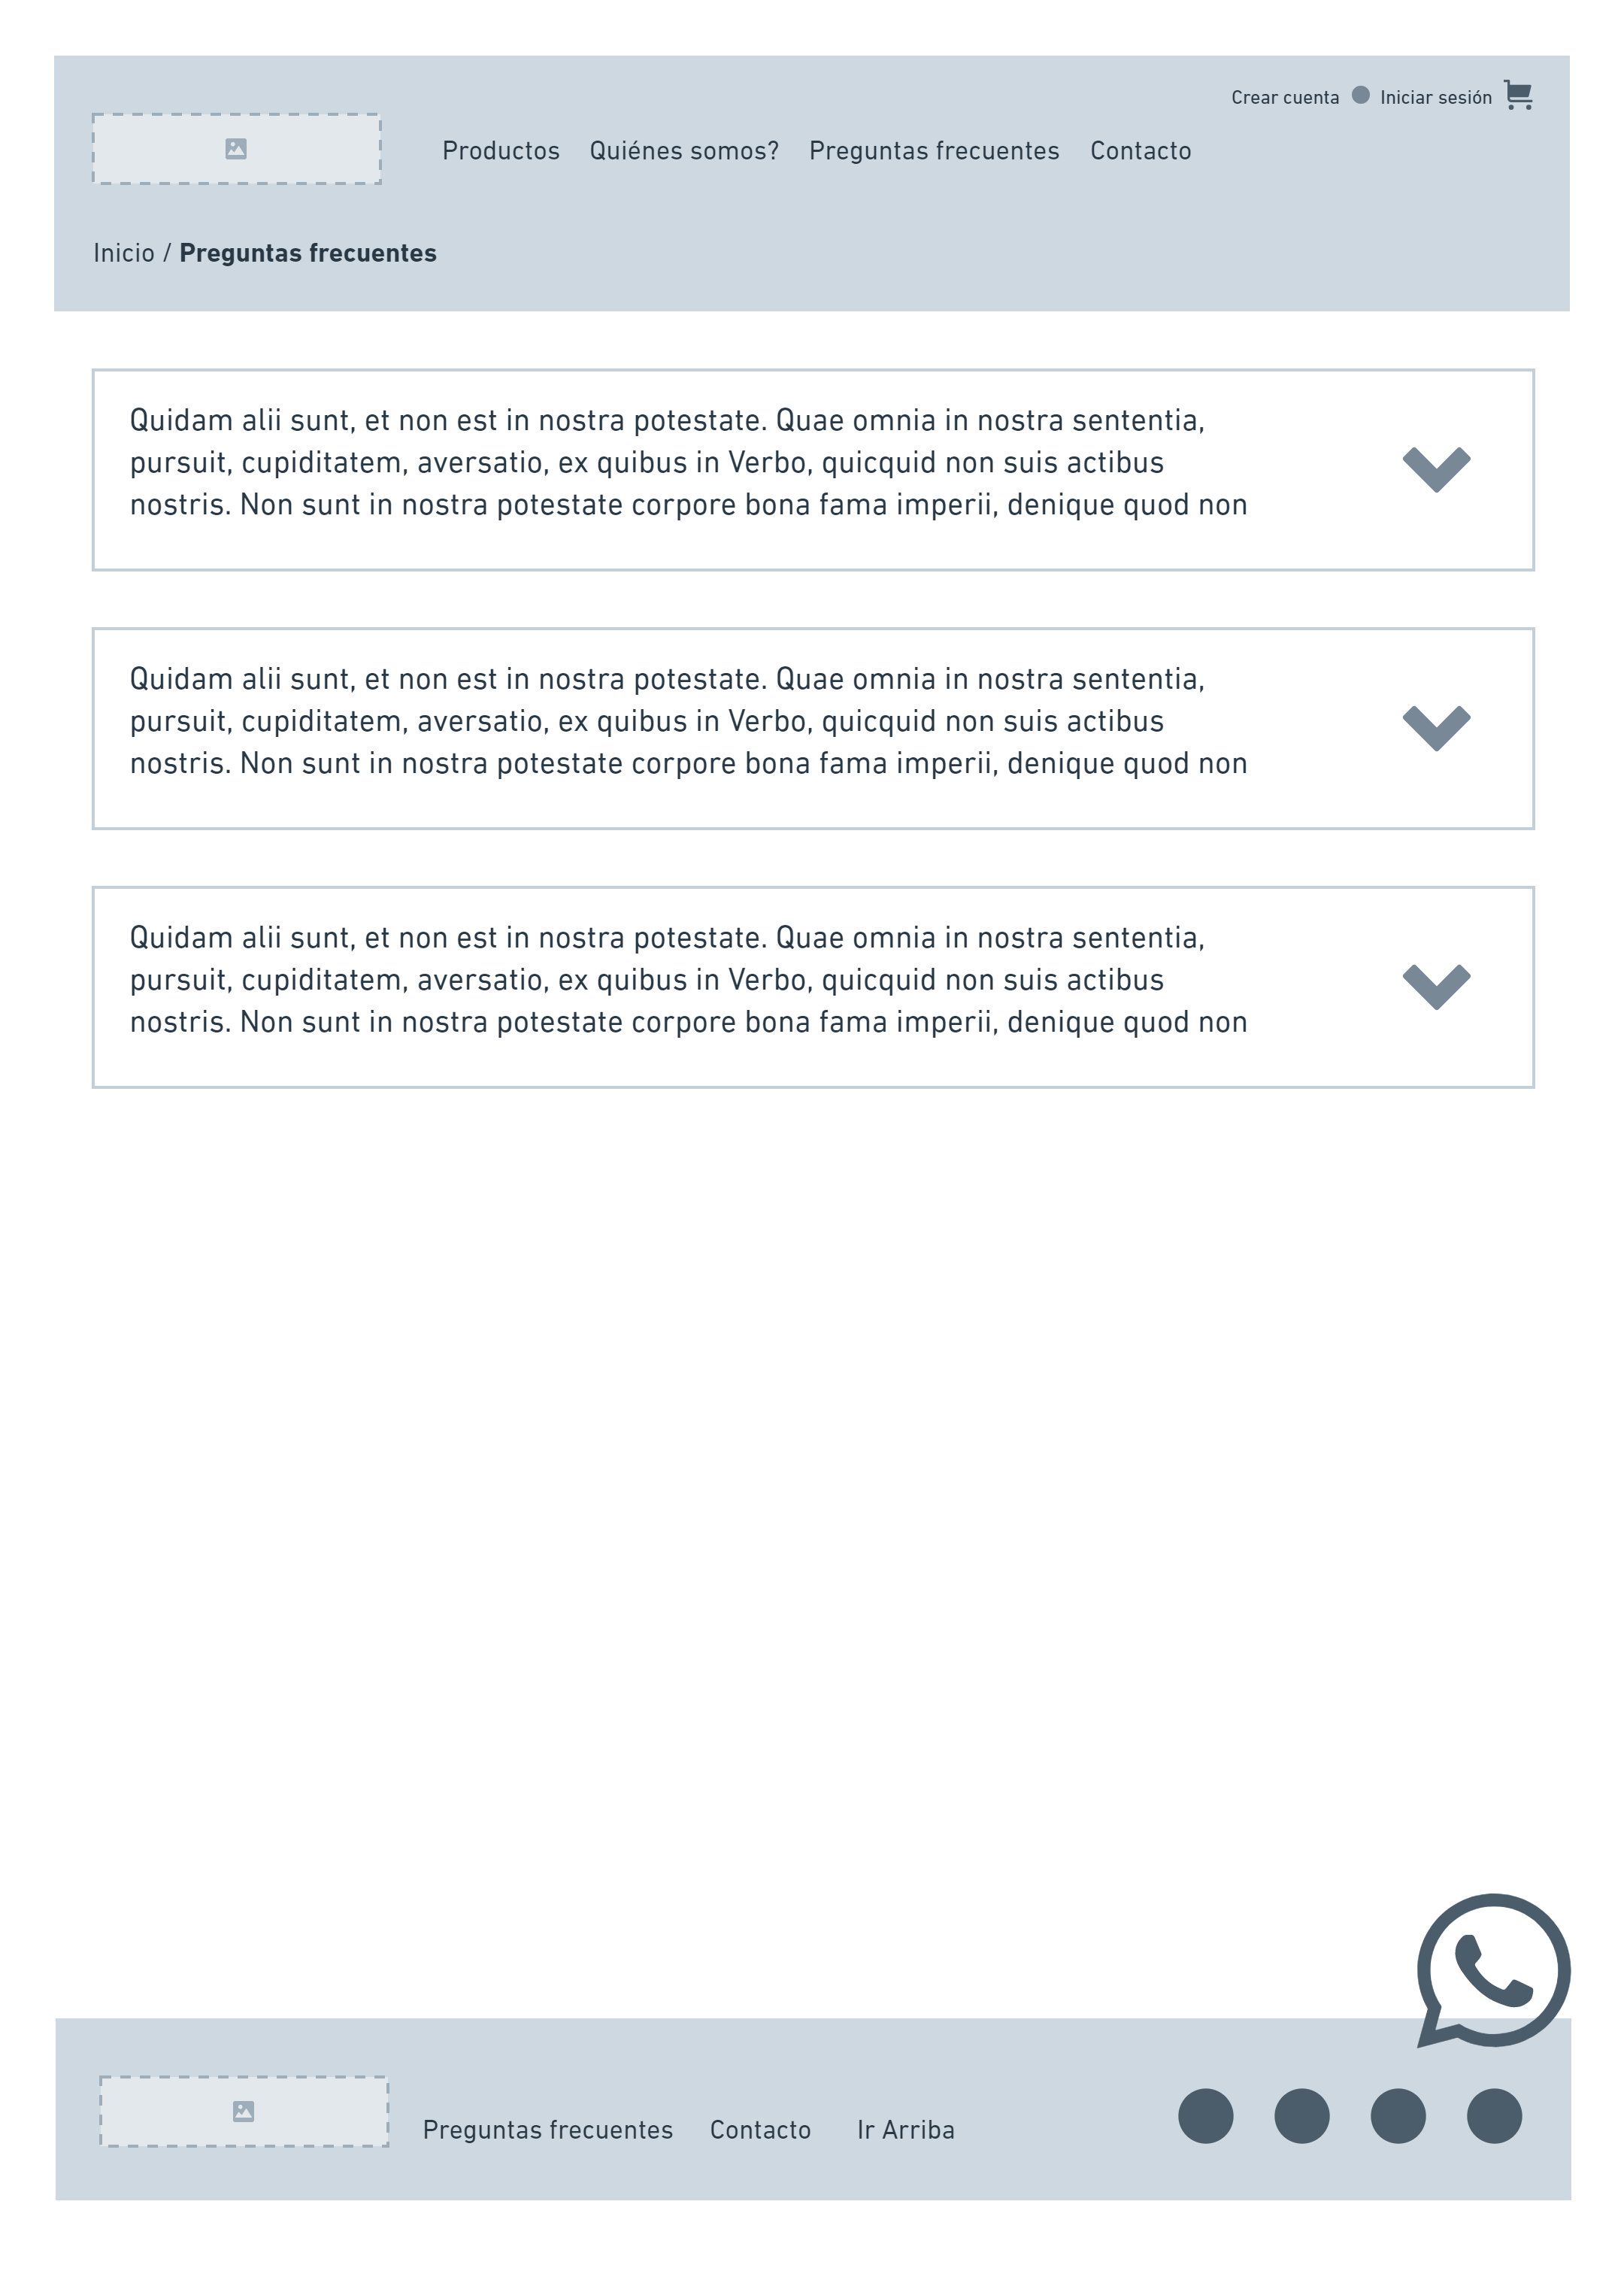 Crear cuenta Iniciar sesión
Productos Quiénes somos? Preguntas frecuentes Contacto
Inicio / Preguntas frecuentes
Quidam alii sunt, et non est in nostra potestate. Quae omnia in nostra sententia,
pursuit, cupiditatem, aversatio, ex quibus in Verbo, quicquid non suis actibus
nostris. Non sunt in nostra potestate corpore bona fama imperii, denique quod non
Quidam alii sunt, et non est in nostra potestate. Quae omnia in nostra sententia,
pursuit, cupiditatem, aversatio, ex quibus in Verbo, quicquid non suis actibus
nostris. Non sunt in nostra potestate corpore bona fama imperii, denique quod non
Quidam alii sunt, et non est in nostra potestate. Quae omnia in nostra sententia,
pursuit, cupiditatem, aversatio, ex quibus in Verbo, quicquid non suis actibus
nostris. Non sunt in nostra potestate corpore bona fama imperii, denique quod non
Preguntas frecuentes Contacto Ir Arriba